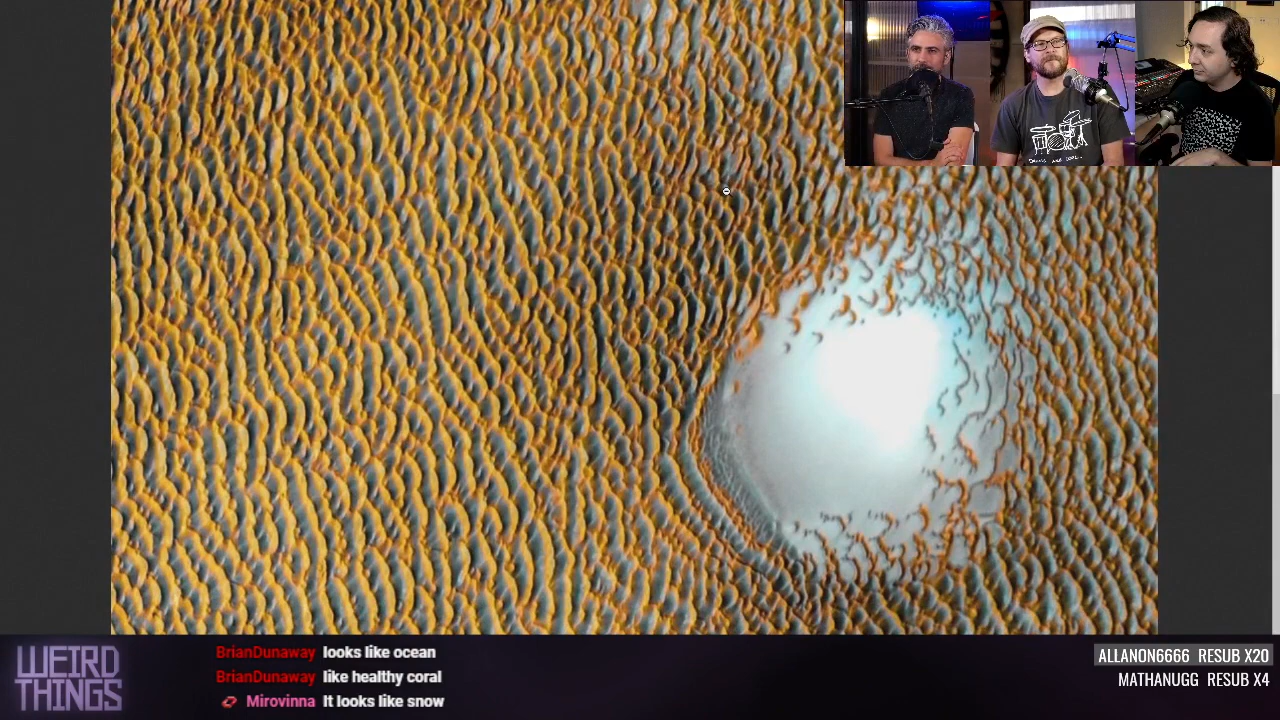 WEIRD
THINGS
BrianDunaway looks like ocean
BrianDunaway like healthy coral
Mirovinna It looks like snow
ALLANON6666 RESUB X20
MATHANUGG RESUB X4